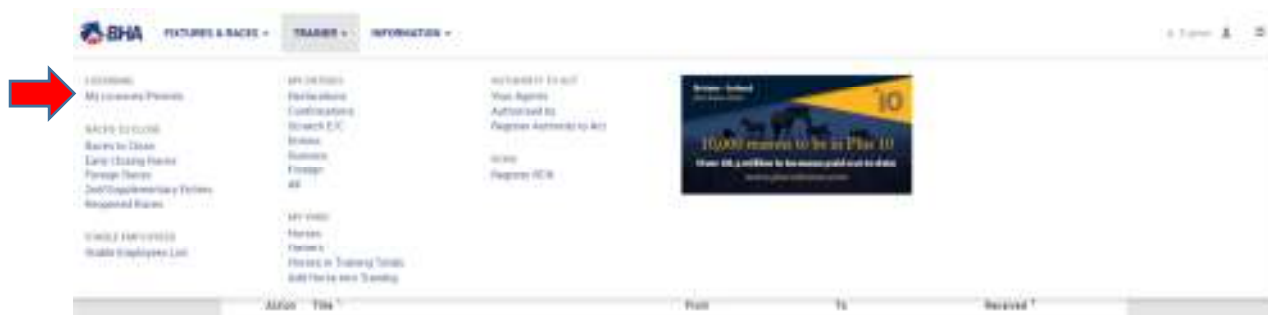 BHA FIXTURES & RACES TRAINER INFORMATION
LICENSING
My Licences/Permits
RACES TO CLOSE
Races to Close
Early Closing Races
Foreign Races
2nd/Supplementary Entries
Reopened Races
STABLE EMPLOYEES
Stable Employees List
MY ENTRIES
Declarations
Confirmations
Scratch E/C
Entries
Runners
Foreign
All
MY YARD
Horses
Owners
Horses in Training Totals
Add Horse into Training
AUTHORITY TO ACT
Your Agents
Authorised by
Register Authority to Act
Register
10
10,000 reasons to be in Plus 10
Action Title From To Received